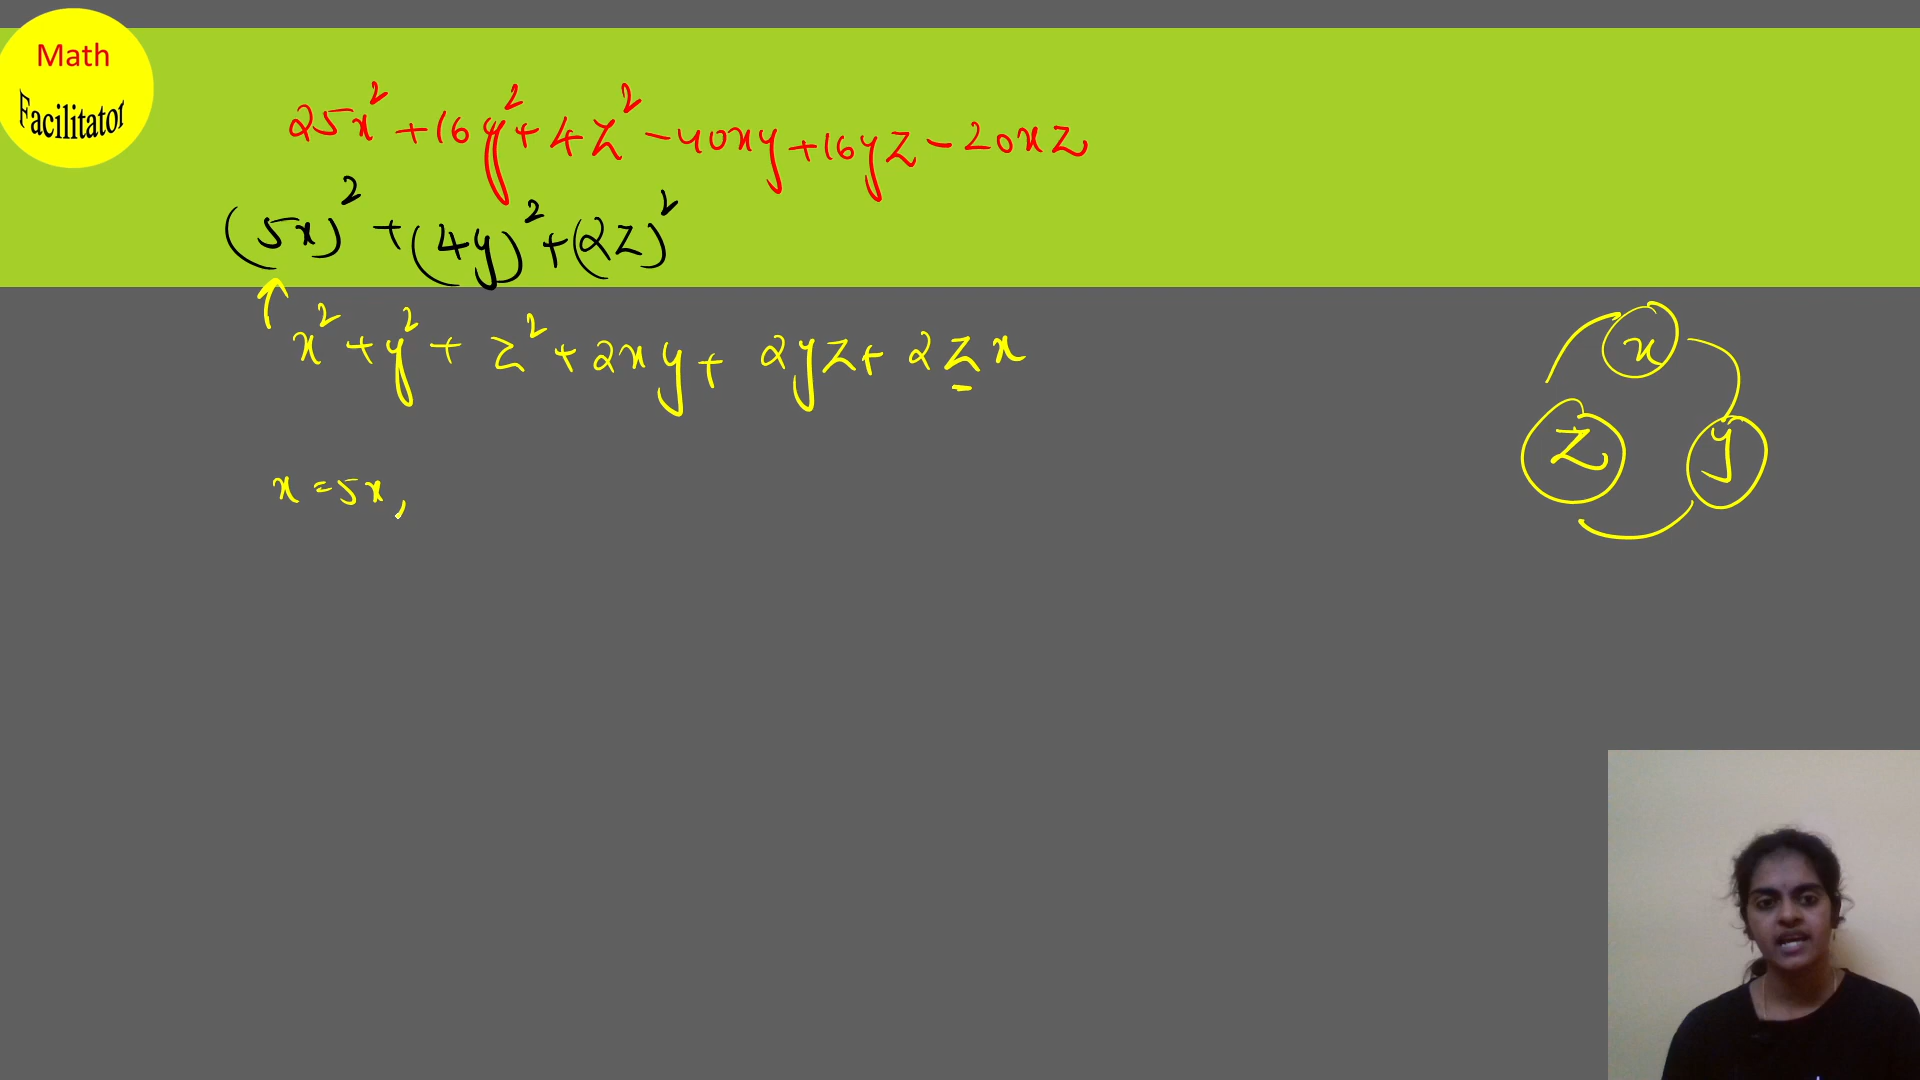 Math
Facilitator
25x² + 16y² + 4z² - 40xy + 16yz - 20xz
(5x)² + (4y)² + (2z)²
x² + y² + z² + 2xy + 2yz + 2zx
x
z y
x = 5x,